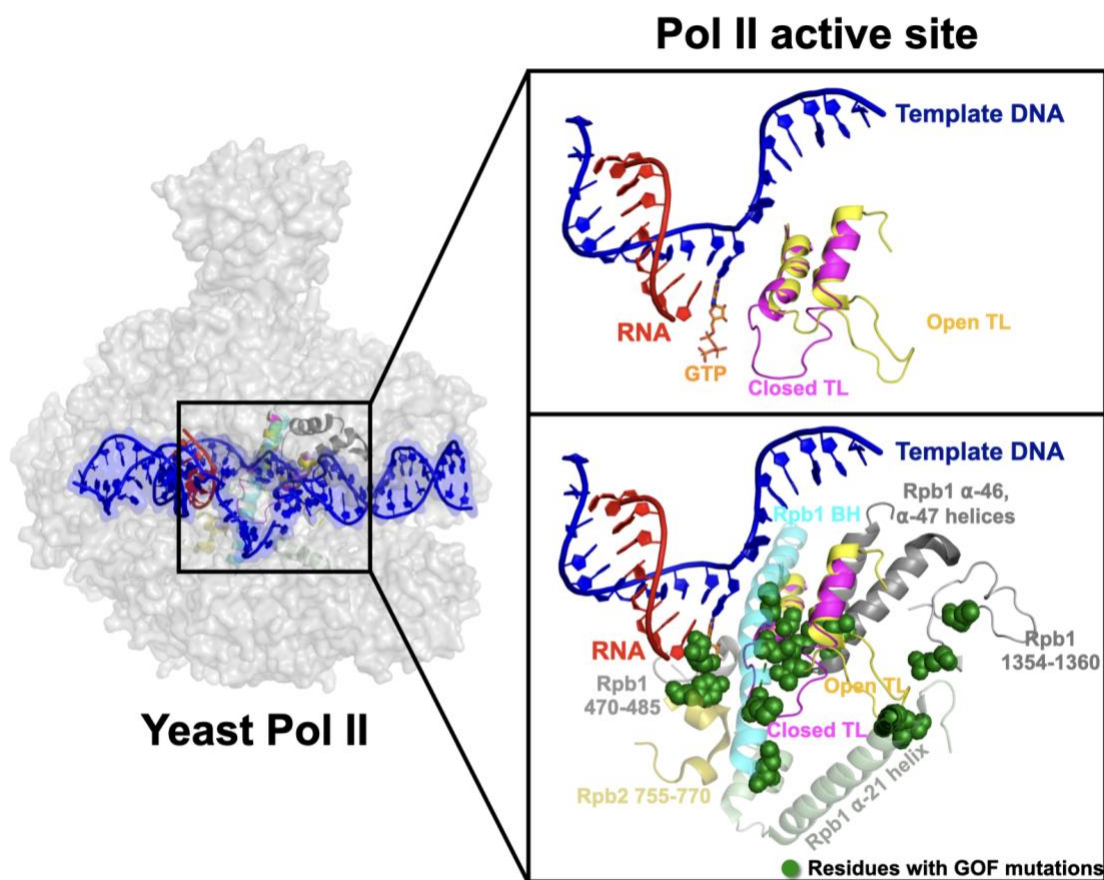 Pol II active site
Template DNA
RNA
GTP
Open TL
Closed TL
Yeast Pol II
Template DNA
Rpb1 α-46,
α-47 helices
Rpb1 BH
RNA
Rpb1
470-485
Rpb1
1354-1360
Open TL
Closed TL
Rpb2 755-770
Rpb1 α-21 helix
Residues with GOF mutations